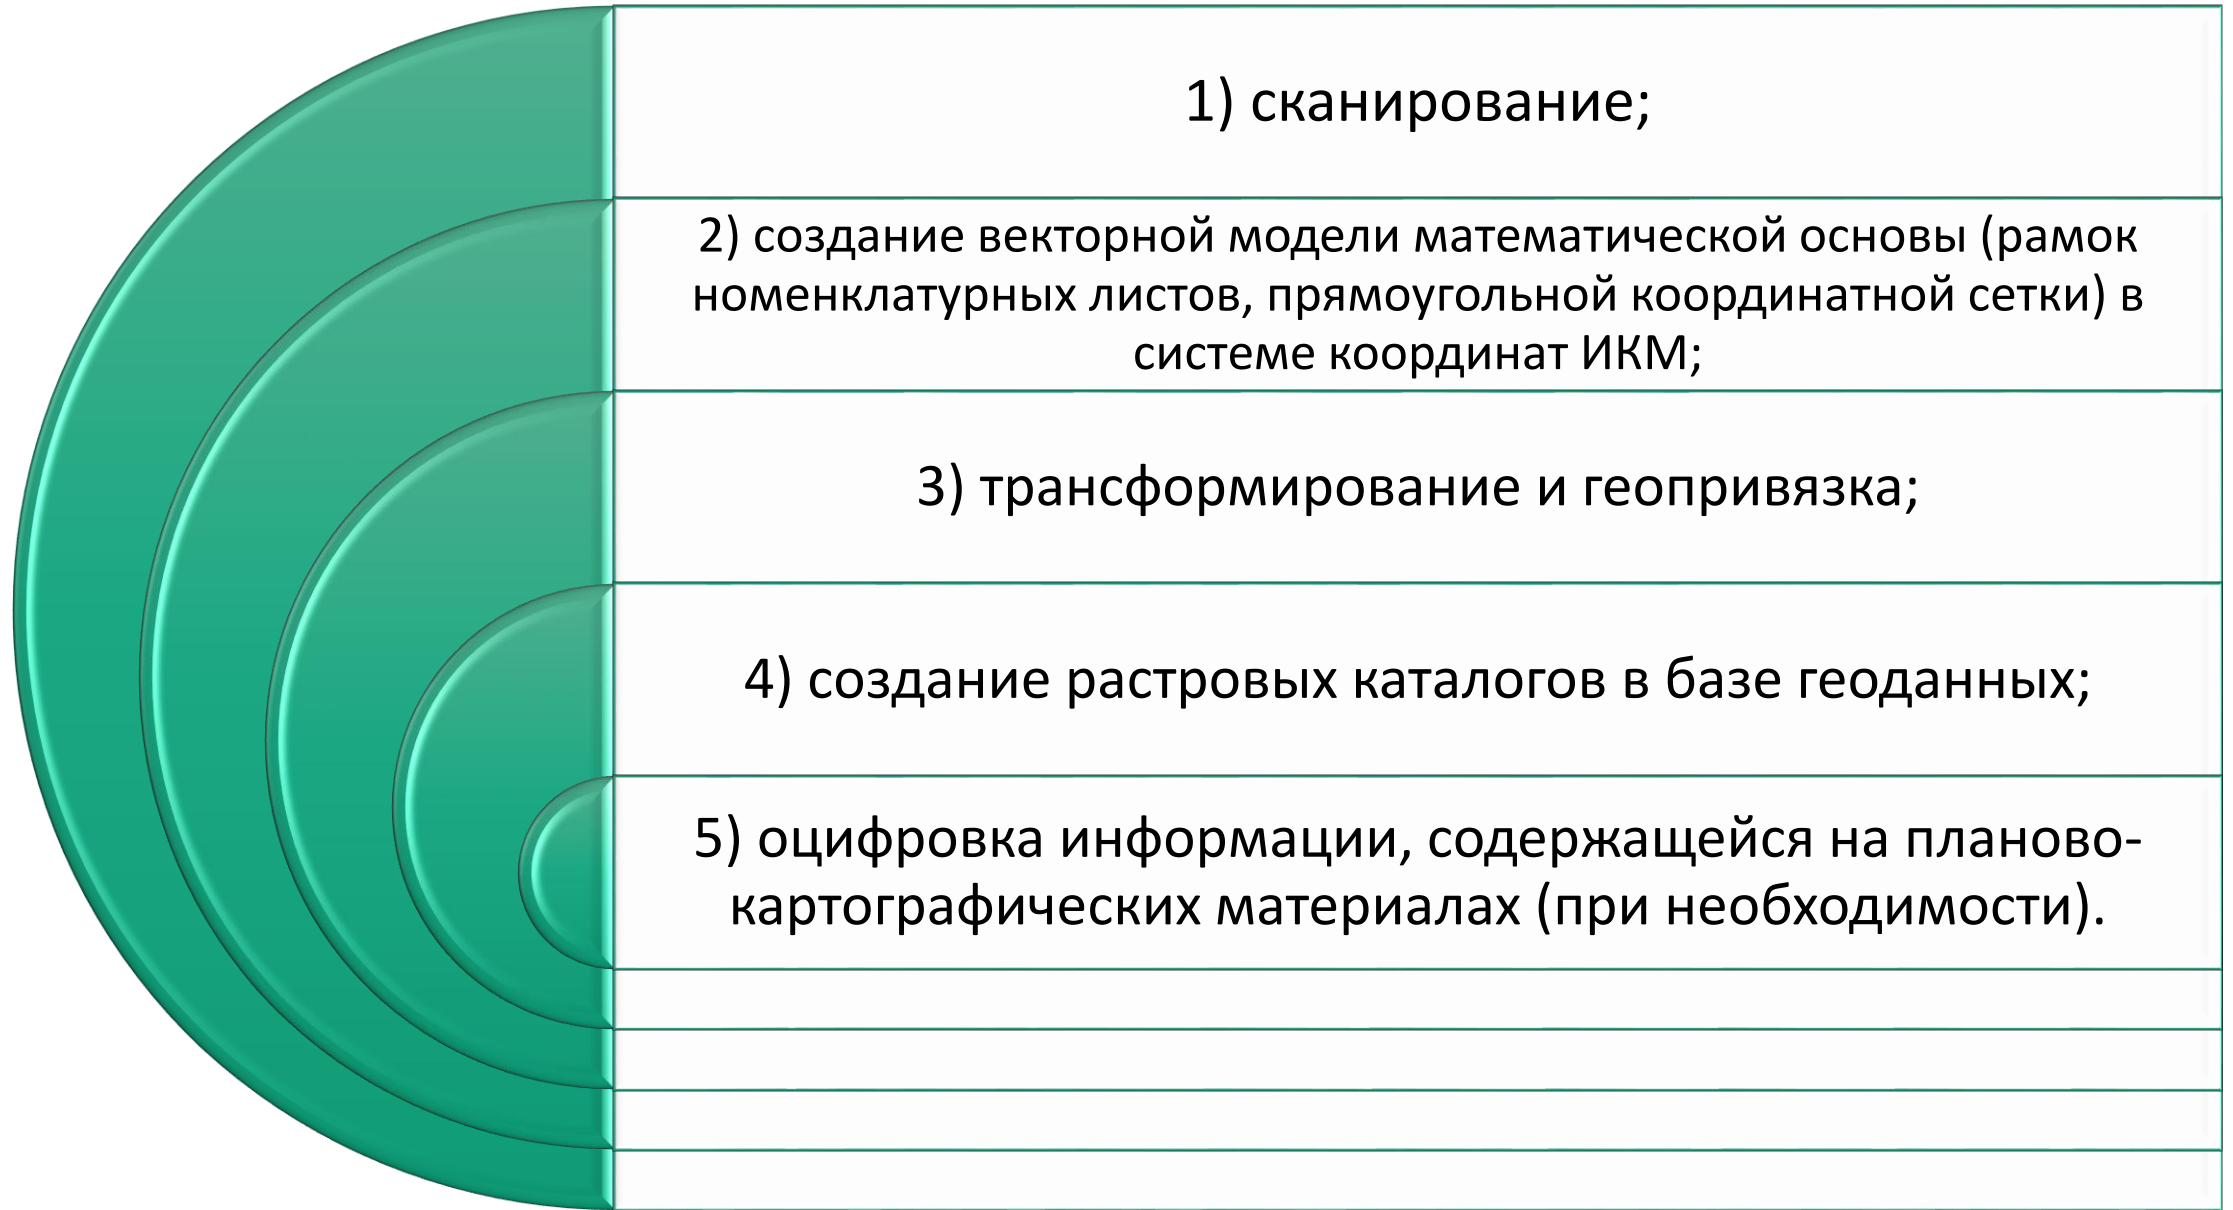 1) сканирование;
2) создание векторной модели математической основы (рамок
номенклатурных листов, прямоугольной координатной сетки) в
системе координат ИКМ;
3) трансформирование и геопривязка;
4) создание растровых каталогов в базе геоданных;
5) оцифровка информации, содержащейся на планово-
картографических материалах (при необходимости).